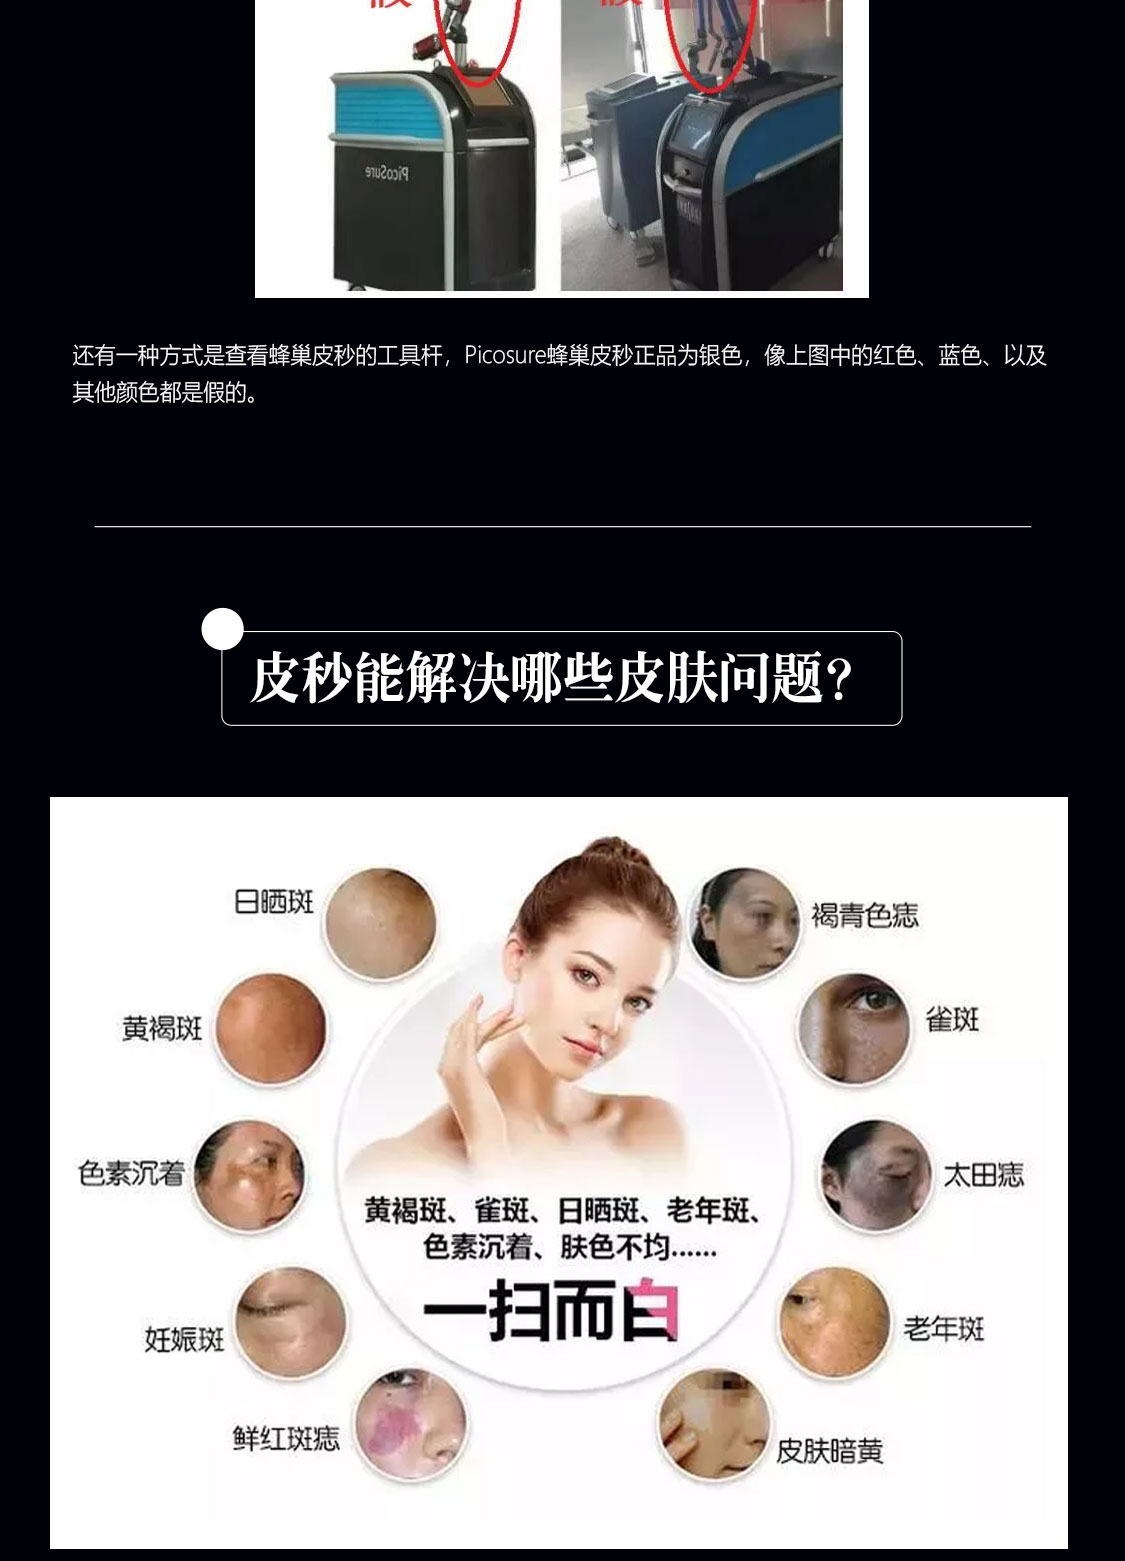 PicoSure
还有一种方式是查看蜂巢皮秒的工具杆，Picosure蜂巢皮秒正品为银色，像上图中的红色、蓝色、以及
其他颜色都是假的。
皮秒能解决哪些皮肤问题？
日晒斑
褐青色痣
黄褐斑
雀斑
色素沉着
太田痣
黄褐斑、雀斑、日晒斑、老年斑、
色素沉着、肤色不均......
一扫而白
妊娠斑
老年斑
鲜红斑痣
皮肤暗黄